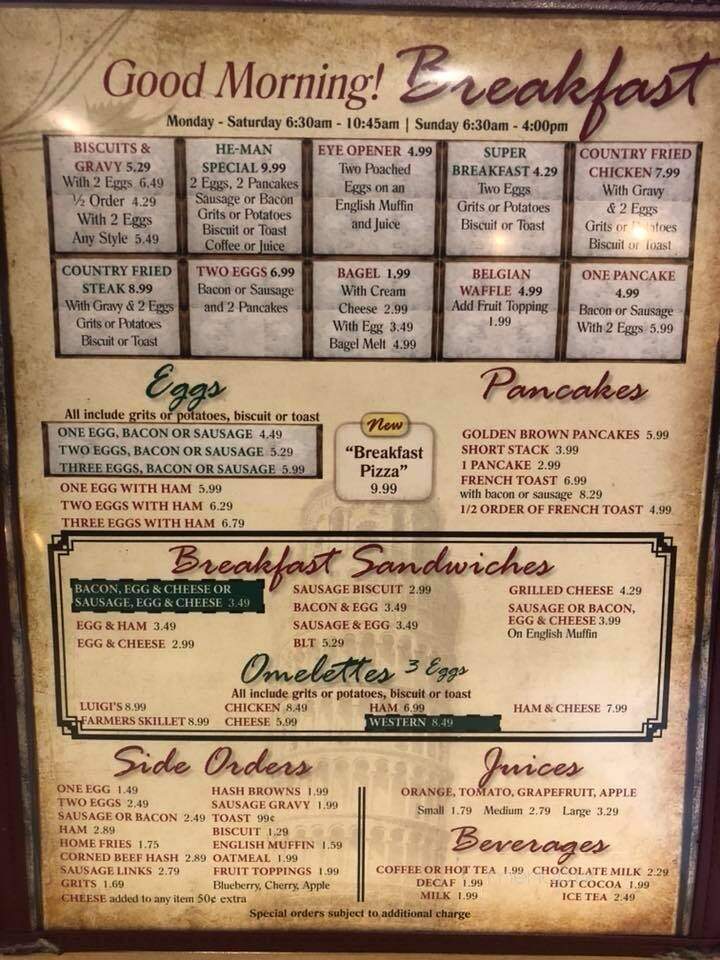 Good Morning! Breakfast
Monday - Saturday 6:30am - 10:45am | Sunday 6:30am - 4:00pm
BISCUITS &
GRAVY 5.29
With 2 Eggs 6.49
½ Order 4.29
With 2 Eggs
Any Style 5.49
HE-MAN
SPECIAL 9.99
2 Eggs, 2 Pancakes
Sausage or Bacon
Grits or Potatoes
Biscuit or Toast
Coffee or Juice
EYE OPENER 4.99
Two Poached
Eggs on an
English Muffin
and Juice
SUPER
BREAKFAST 4.29
Two Eggs
Grits or Potatoes
Biscuit or Toast
COUNTRY FRIED
CHICKEN 7.99
With Gravy
& 2 Eggs
Grits or Potatoes
Biscuit or Toast
COUNTRY FRIED
STEAK 8.99
With Gravy & 2 Eggs
Grits or Potatoes
Biscuit or Toast
TWO EGGS 6.99
Bacon or Sausage
and 2 Pancakes
BAGEL 1.99
With Cream
Cheese 2.99
With Egg 3.49
Bagel Melt 4.99
BELGIAN
WAFFLE 4.99
Add Fruit Topping
1.99
ONE PANCAKE
4.99
Bacon or Sausage
With 2 Eggs 5.99
Eggs
All include grits or potatoes, biscuit or toast
ONE EGG, BACON OR SAUSAGE 4.49
TWO EGGS, BACON OR SAUSAGE 5.29
THREE EGGS, BACON OR SAUSAGE 5.99
ONE EGG WITH HAM 5.99
TWO EGGS WITH HAM 6.29
THREE EGGS WITH HAM 6.79
New
"Breakfast
Pizza"
9.99
Pancakes
GOLDEN BROWN PANCAKES 5.99
SHORT STACK 3.99
1 PANCAKE 2.99
FRENCH TOAST 6.99
with bacon or sausage 8.29
1/2 ORDER OF FRENCH TOAST 4.99
Breakfast Sandwiches
BACON, EGG & CHEESE OR
SAUSAGE, EGG & CHEESE 3.49
EGG & HAM 3.49
EGG & CHEESE 2.99
SAUSAGE BISCUIT 2.99
BACON & EGG 3.49
SAUSAGE & EGG 3.49
BLT 5.29
GRILLED CHEESE 4.29
SAUSAGE OR BACON,
EGG & CHEESE 3.99
On English Muffin
Omelettes 3 Eggs
All include grits or potatoes, biscuit or toast
LUIGI'S 8.99
FARMERS SKILLET 8.99
CHICKEN 8.49
CHEESE 5.99
HAM 6.99
WESTERN 8.49
HAM & CHEESE 7.99
Side Orders
ONE EGG 1.49
TWO EGGS 2.49
SAUSAGE OR BACON 2.49
HAM 2.89
HOME FRIES 1.75
CORNED BEEF HASH 2.89
SAUSAGE LINKS 2.79
GRITS 1.69
CHEESE added to any item 50¢ extra
HASH BROWNS 1.99
SAUSAGE GRAVY 1.99
TOAST 99¢
BISCUIT 1.29
ENGLISH MUFFIN 1.59
OATMEAL 1.99
FRUIT TOPPINGS 1.99
Blueberry, Cherry, Apple
Juices
ORANGE, TOMATO, GRAPEFRUIT, APPLE
Small 1.79 Medium 2.79 Large 3.29
Beverages
COFFEE OR HOT TEA 1.99
DECAF 1.99
MILK 1.99
CHOCOLATE MILK 2.29
HOT COCOA 1.99
ICE TEA 2.49
Special orders subject to additional charge